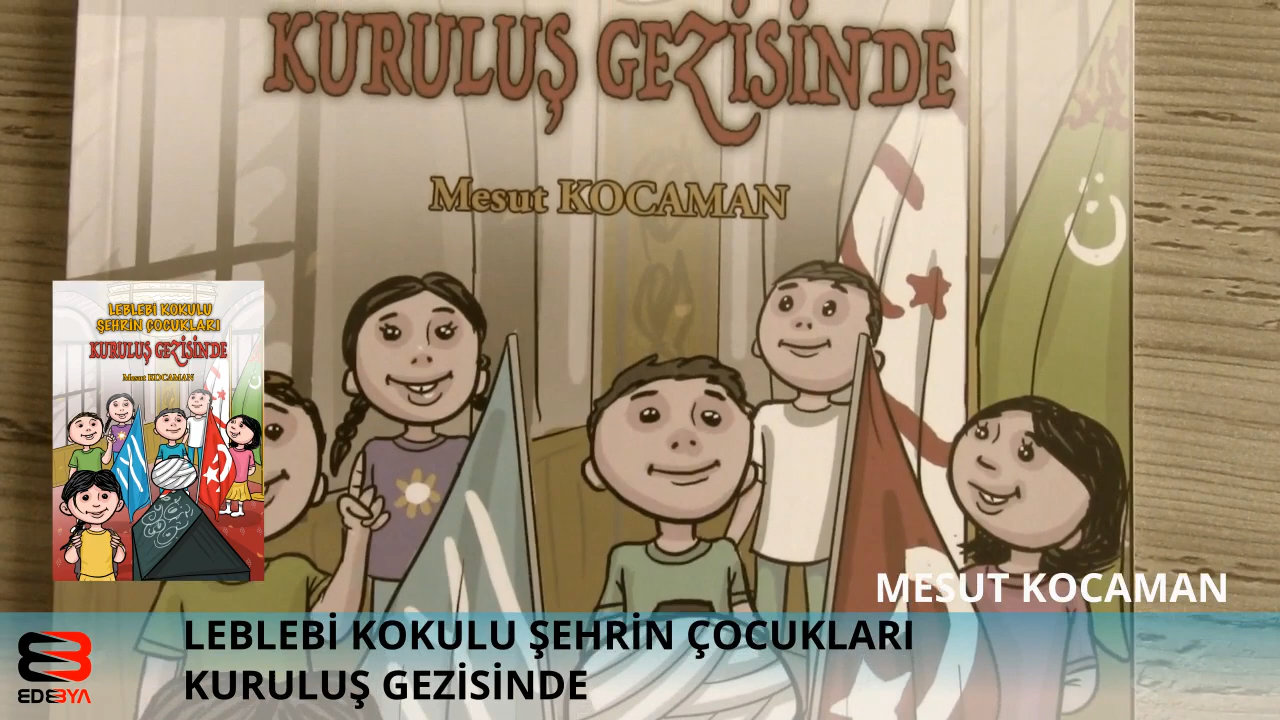 KURULUŞ GEZİSİNDE
Mesut KOCAMAN
LEBLEBİ KOKULU
ŞEHRİN ÇOCUKLARI
KURULUŞ GEZİSİNDE
Mesut KOCAMAN
MESUT KOCAMAN
LEBLEBİ KOKULU ŞEHRİN ÇOCUKLARI
KURULUŞ GEZİSİNDE
EDEBYA